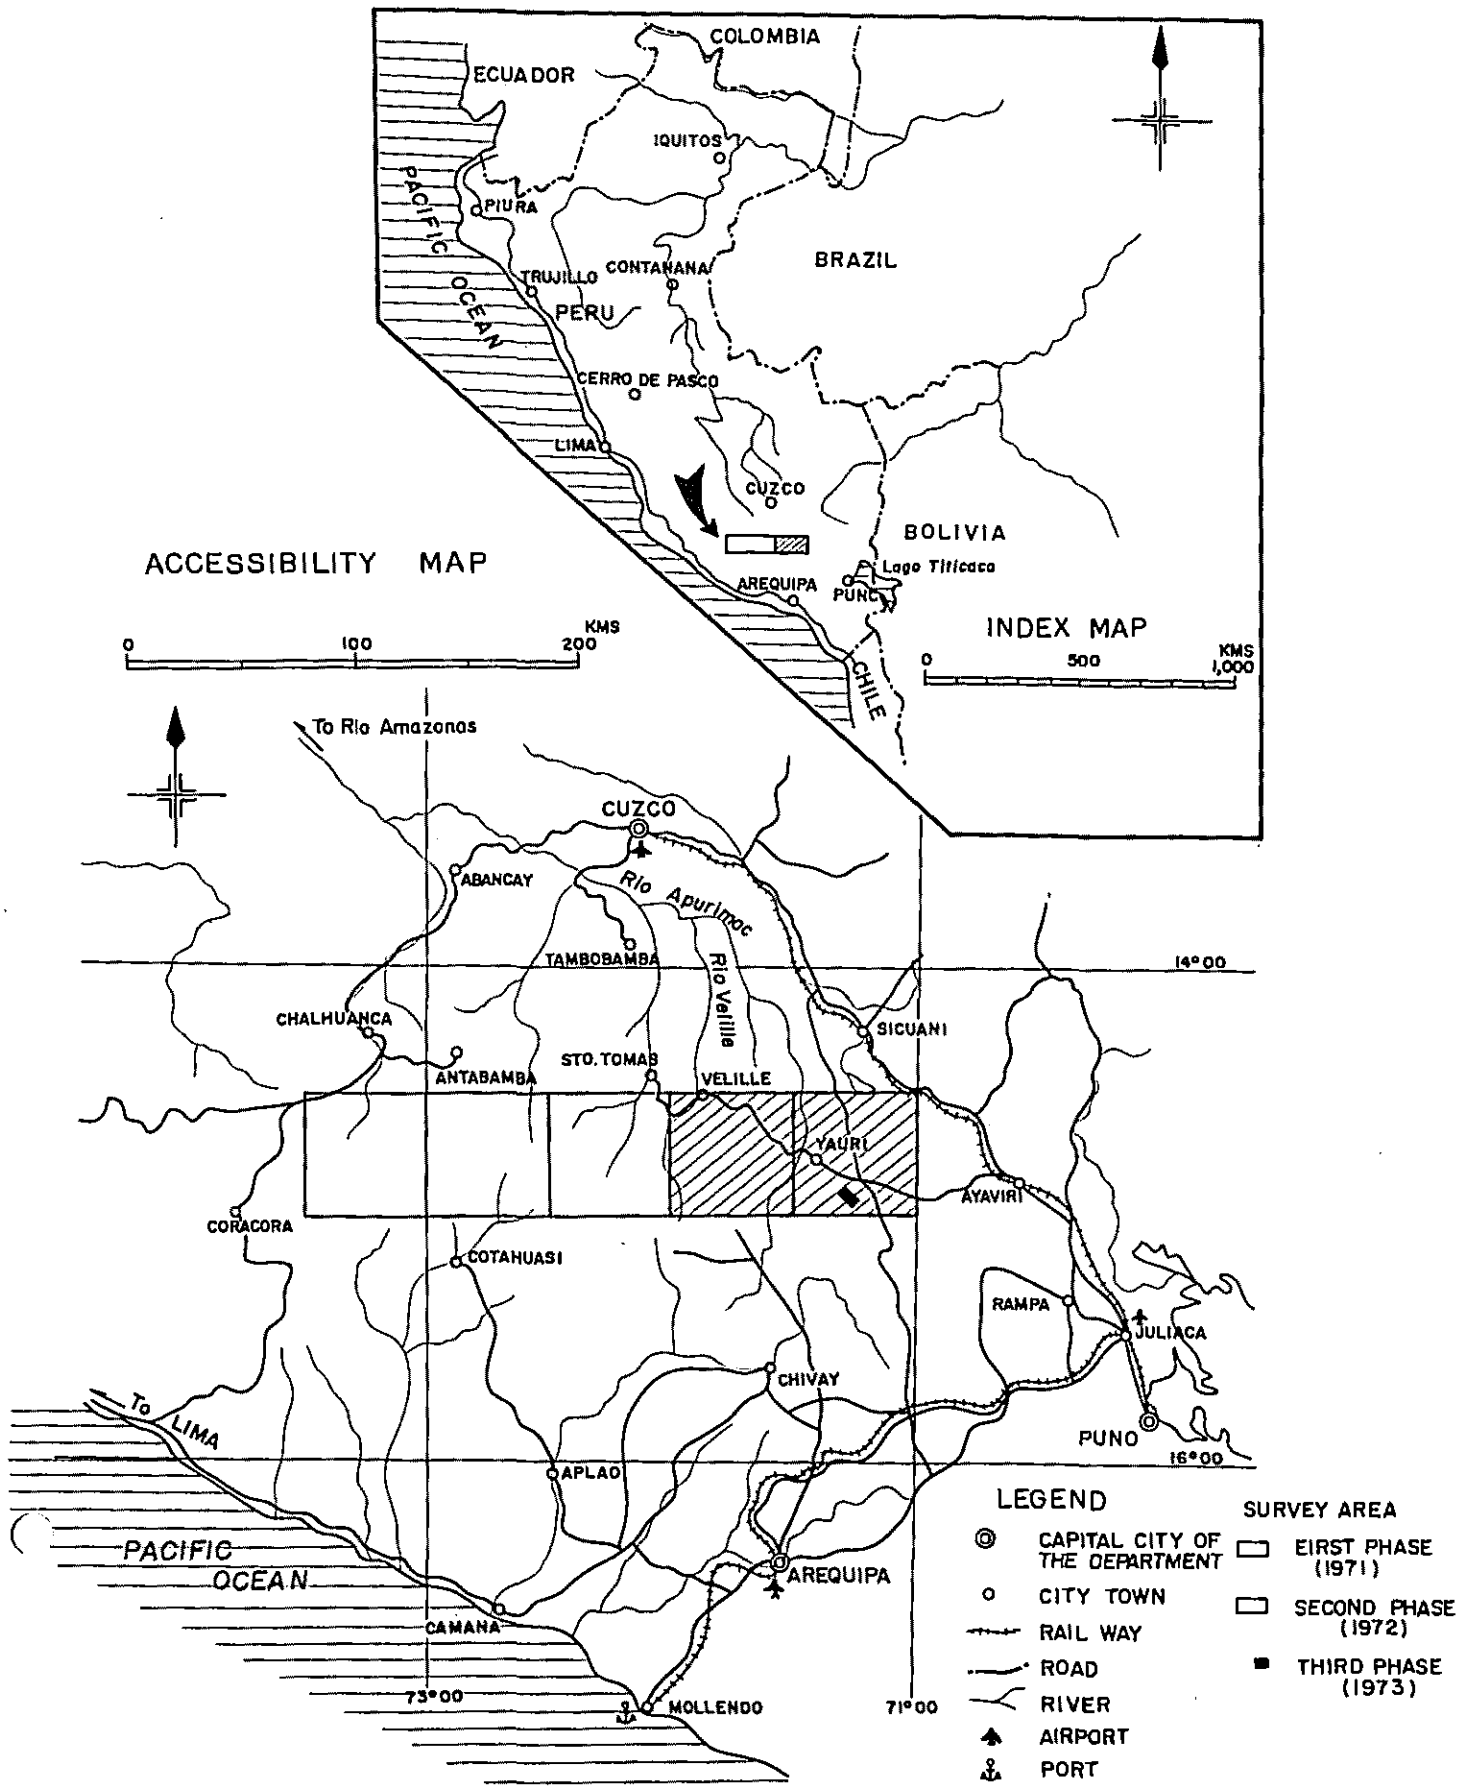 COLOMBIA
ECUADOR
IQUITOS
PACIFIC OCEAN
PIURA
BRAZIL
CONTANANA
TRUJILLO
PERU
CERRO DE PASCO
LIMA
CUZCO
BOLIVIA
Lago Titicaca
AREQUIPA
PUNO
CHILE
INDEX MAP
KMS
0 500 1,000
ACCESSIBILITY MAP
KMS
0 100 200
To Rio Amazonas
CUZCO
ABANCAY
Rio Apurimac
TAMBOBAMBA
Rio Velille
14°00
CHALHUANCA
SICUANI
ANTABAMBA
STO. TOMAS
VELILLE
YAURI
AYAVIRI
CORACORA
COTAHUASI
RAMPA
JULIACA
CHIVAY
To LIMA
PUNO
16°00
APLAO
PACIFIC
OCEAN
AREQUIPA
CAMANA
73°00
71°00
MOLLENDO
LEGEND
CAPITAL CITY OF
THE DEPARTMENT
CITY TOWN
RAIL WAY
ROAD
RIVER
AIRPORT
PORT
SURVEY AREA
EIRST PHASE
(1971)
SECOND PHASE
(1972)
THIRD PHASE
(1973)